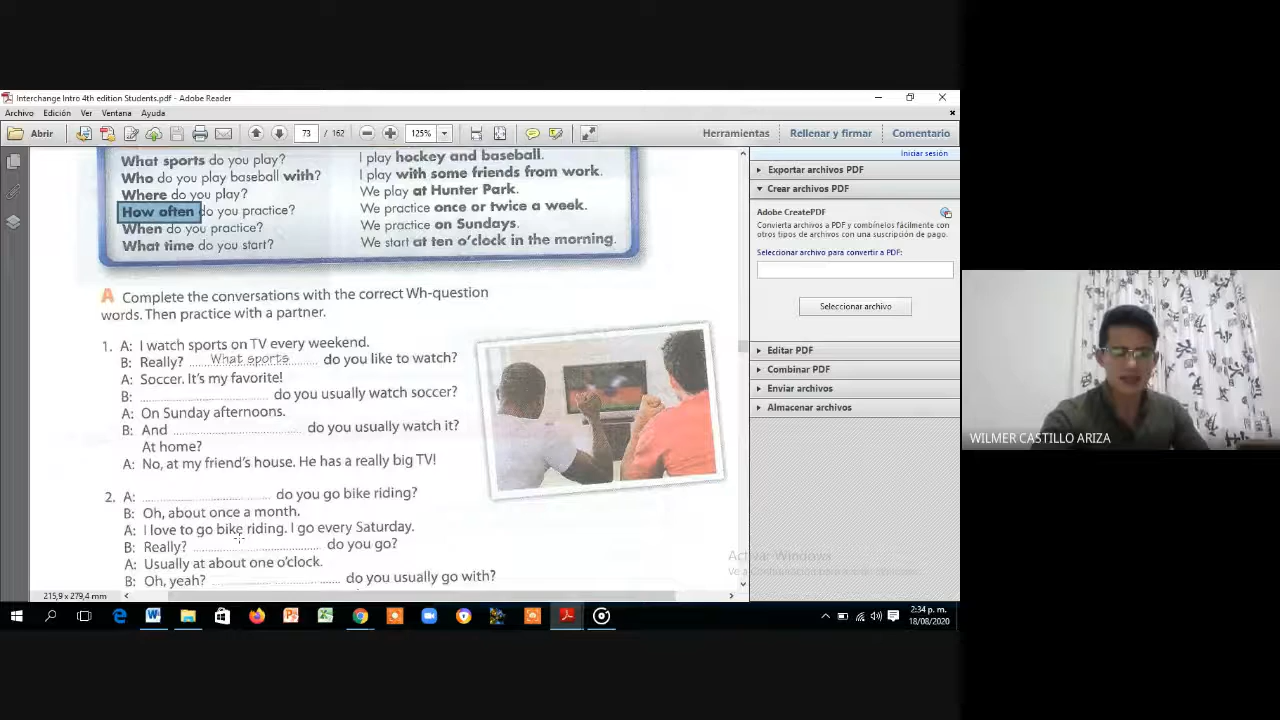 Interchange Intro 4th edition Students.pdf - Adobe Reader
Archivo Edición Ver Ventana Ayuda
Abrir 73 / 162 125% Herramientas Rellenar y firmar Comentario
Iniciar sesión
Exportar archivos PDF
Crear archivos PDF
Adobe CreatePDF
Convierta archivos a PDF y combínelos fácilmente con otros tipos de archivos con una suscripción de pago.
Seleccionar archivo para convertir a PDF:
Seleccionar archivo
Editar PDF
Combinar PDF
Enviar archivos
Almacenar archivos
What sports do you play? I play hockey and baseball.
Who do you play baseball with? I play with some friends from work.
Where do you play? We play at Hunter Park.
How often do you practice? We practice once or twice a week.
When do you practice? We practice on Sundays.
What time do you start? We start at ten o'clock in the morning.
A Complete the conversations with the correct Wh-question
words. Then practice with a partner.
1. A: I watch sports on TV every weekend.
B: Really? What sports do you like to watch?
A: Soccer. It's my favorite!
B: do you usually watch soccer?
A: On Sunday afternoons.
B: And do you usually watch it?
At home?
A: No, at my friend's house. He has a really big TV!
2. A: do you go bike riding?
B: Oh, about once a month.
A: I love to go bike riding. I go every Saturday.
B: Really? do you go?
A: Usually at about one o'clock.
B: Oh, yeah? do you usually go with?
Activar Windows
215,9 x 279,4 mm
2:34 p. m.
18/08/2020
WILMER CASTILLO ARIZA